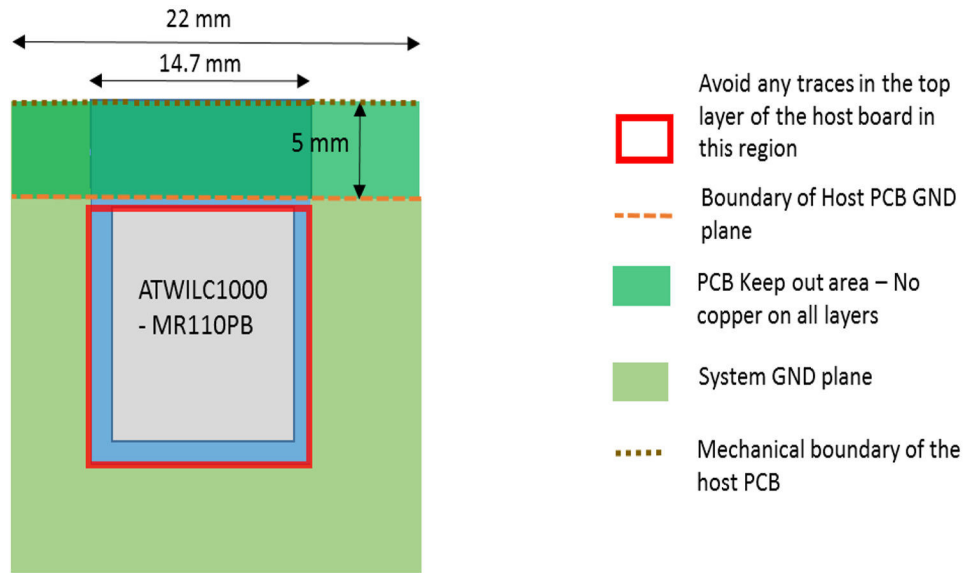 22 mm
14.7 mm
5 mm
ATWILC1000
- MR110PB
Avoid any traces in the top
layer of the host board in
this region
Boundary of Host PCB GND
plane
PCB Keep out area – No
copper on all layers
System GND plane
Mechanical boundary of the
host PCB